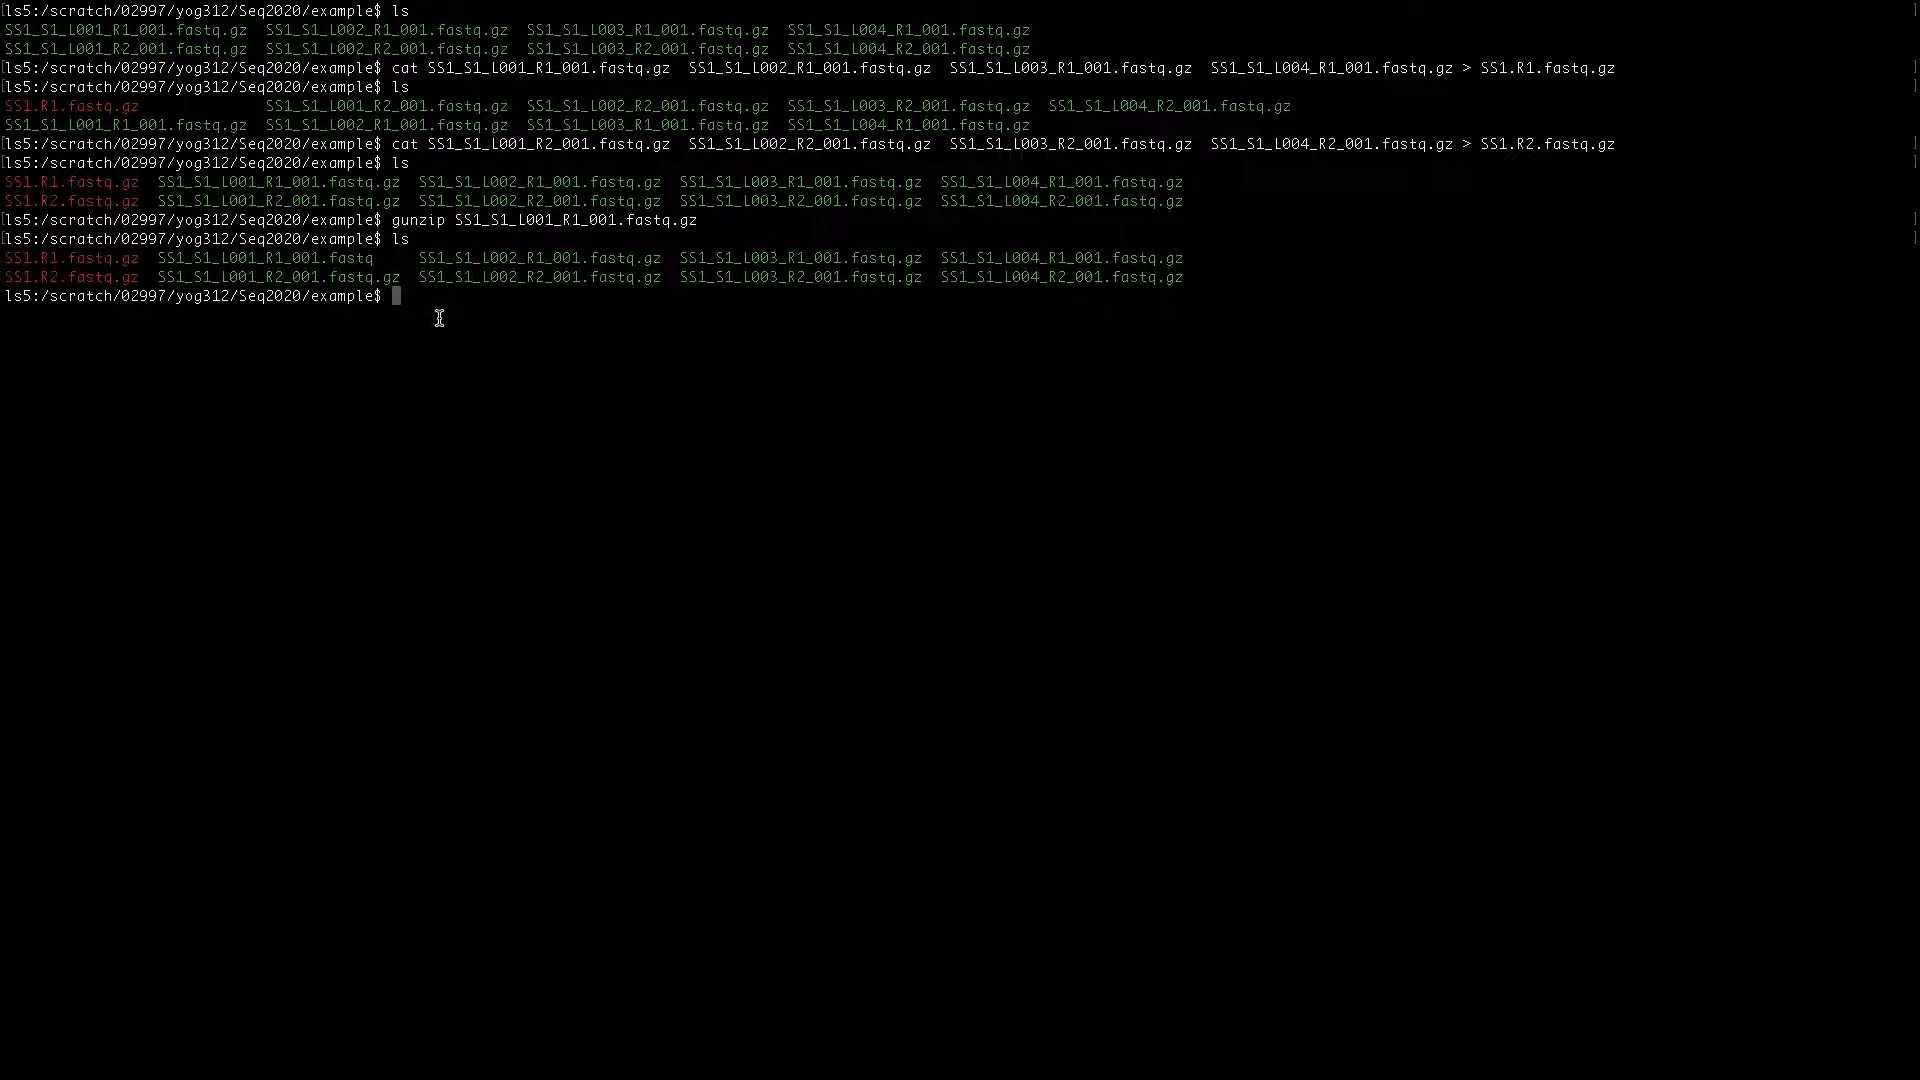 ls5:/scratch/02997/yog312/Seq2020/example$ ls
SS1_S1_L001_R1_001.fastq.gz  SS1_S1_L002_R1_001.fastq.gz  SS1_S1_L003_R1_001.fastq.gz  SS1_S1_L004_R1_001.fastq.gz
SS1_S1_L001_R2_001.fastq.gz  SS1_S1_L002_R2_001.fastq.gz  SS1_S1_L003_R2_001.fastq.gz  SS1_S1_L004_R2_001.fastq.gz
ls5:/scratch/02997/yog312/Seq2020/example$ cat SS1_S1_L001_R1_001.fastq.gz  SS1_S1_L002_R1_001.fastq.gz  SS1_S1_L003_R1_001.fastq.gz  SS1_S1_L004_R1_001.fastq.gz > SS1.R1.fastq.gz
ls5:/scratch/02997/yog312/Seq2020/example$ ls
SS1.R1.fastq.gz              SS1_S1_L001_R2_001.fastq.gz  SS1_S1_L002_R2_001.fastq.gz  SS1_S1_L003_R2_001.fastq.gz  SS1_S1_L004_R2_001.fastq.gz
SS1_S1_L001_R1_001.fastq.gz  SS1_S1_L002_R1_001.fastq.gz  SS1_S1_L003_R1_001.fastq.gz  SS1_S1_L004_R1_001.fastq.gz
ls5:/scratch/02997/yog312/Seq2020/example$ cat SS1_S1_L001_R2_001.fastq.gz  SS1_S1_L002_R2_001.fastq.gz  SS1_S1_L003_R2_001.fastq.gz  SS1_S1_L004_R2_001.fastq.gz > SS1.R2.fastq.gz
ls5:/scratch/02997/yog312/Seq2020/example$ ls
SS1.R1.fastq.gz  SS1_S1_L001_R1_001.fastq.gz  SS1_S1_L002_R1_001.fastq.gz  SS1_S1_L003_R1_001.fastq.gz  SS1_S1_L004_R1_001.fastq.gz
SS1.R2.fastq.gz  SS1_S1_L001_R2_001.fastq.gz  SS1_S1_L002_R2_001.fastq.gz  SS1_S1_L003_R2_001.fastq.gz  SS1_S1_L004_R2_001.fastq.gz
ls5:/scratch/02997/yog312/Seq2020/example$ gunzip SS1_S1_L001_R1_001.fastq.gz
ls5:/scratch/02997/yog312/Seq2020/example$ ls
SS1.R1.fastq.gz  SS1_S1_L001_R1_001.fastq     SS1_S1_L002_R1_001.fastq.gz  SS1_S1_L003_R1_001.fastq.gz  SS1_S1_L004_R1_001.fastq.gz
SS1.R2.fastq.gz  SS1_S1_L001_R2_001.fastq.gz  SS1_S1_L002_R2_001.fastq.gz  SS1_S1_L003_R2_001.fastq.gz  SS1_S1_L004_R2_001.fastq.gz
ls5:/scratch/02997/yog312/Seq2020/example$